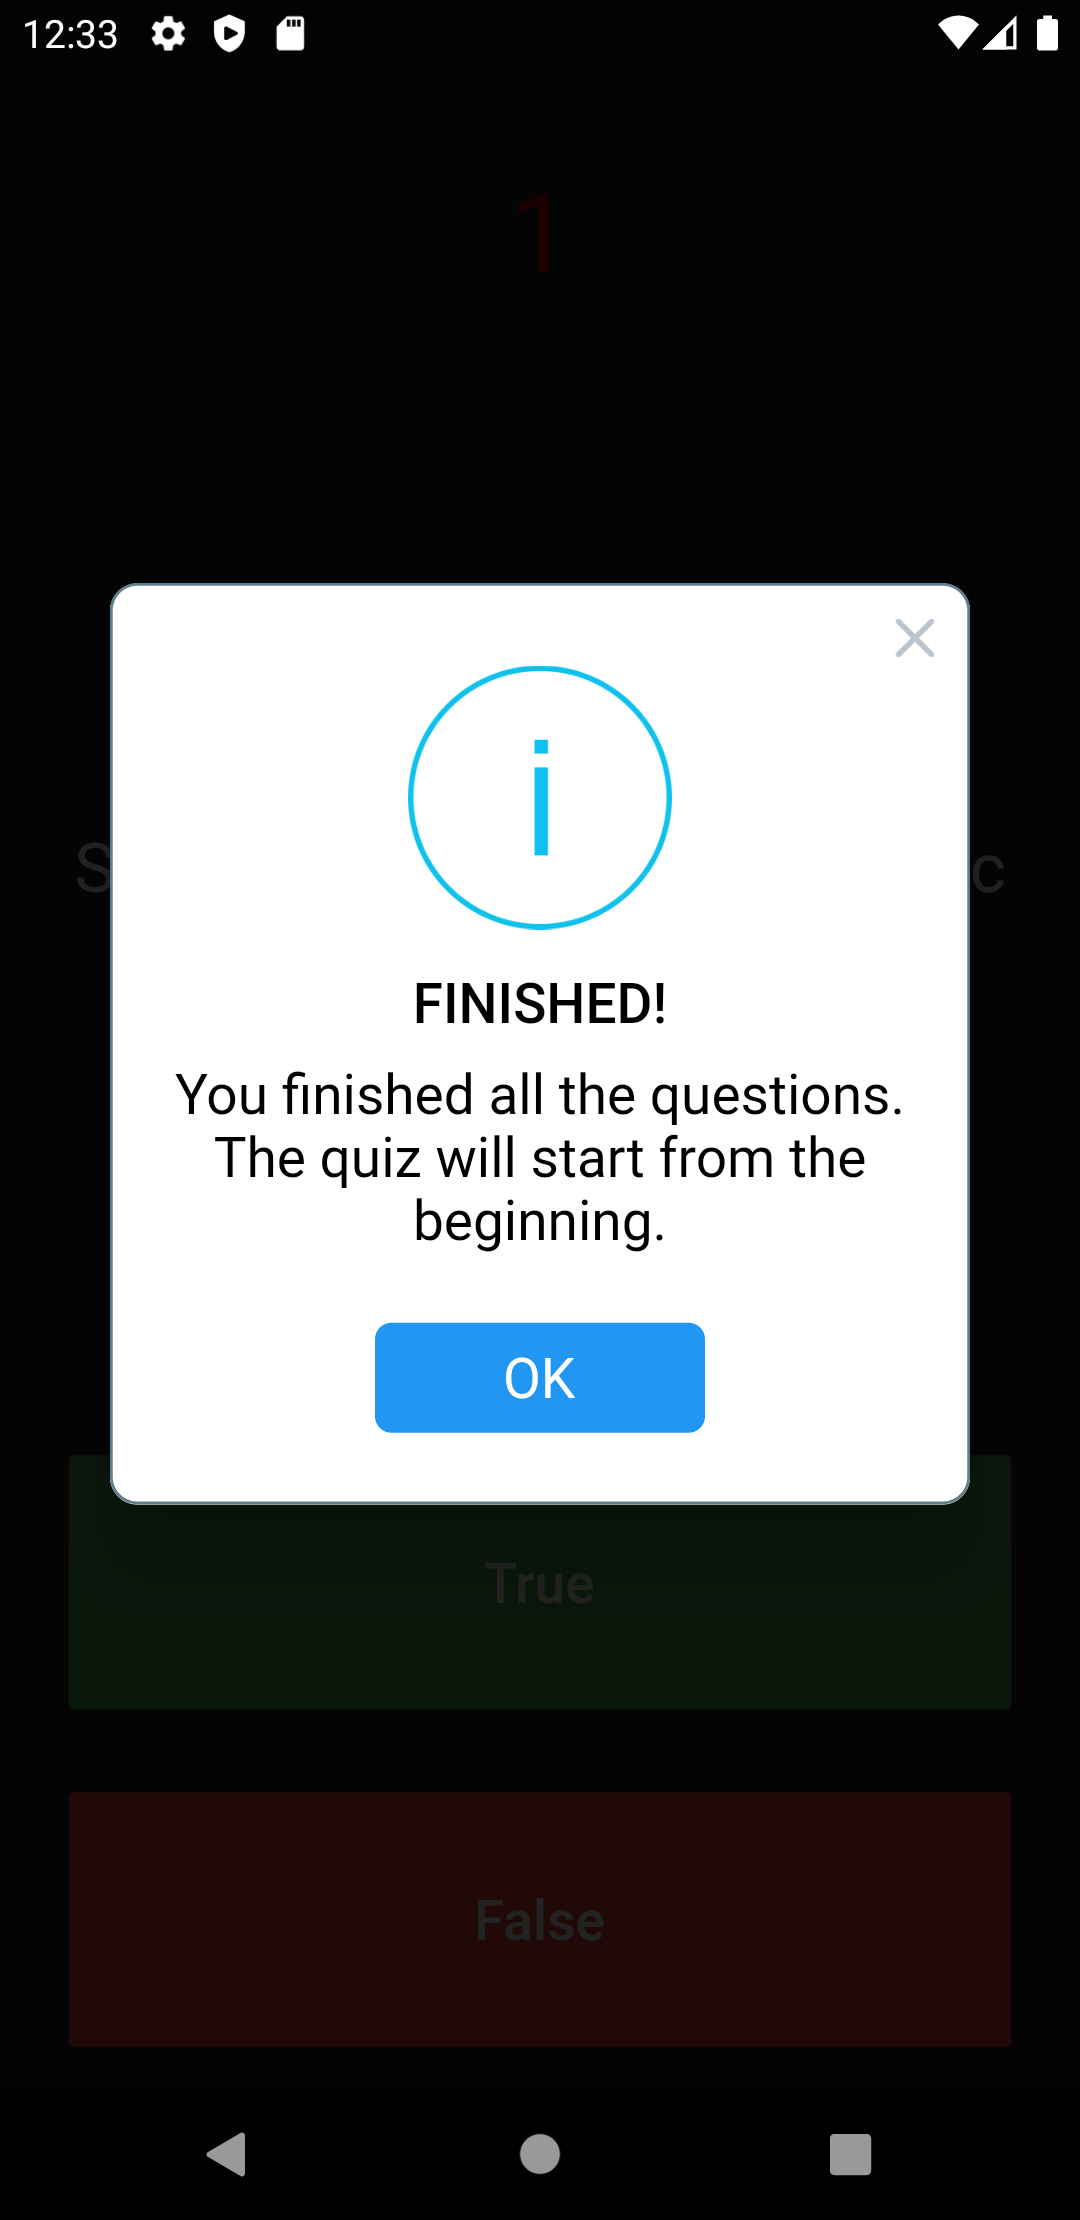 12:33
1
FINISHED!
You finished all the questions.
The quiz will start from the
beginning.
OK
True
False